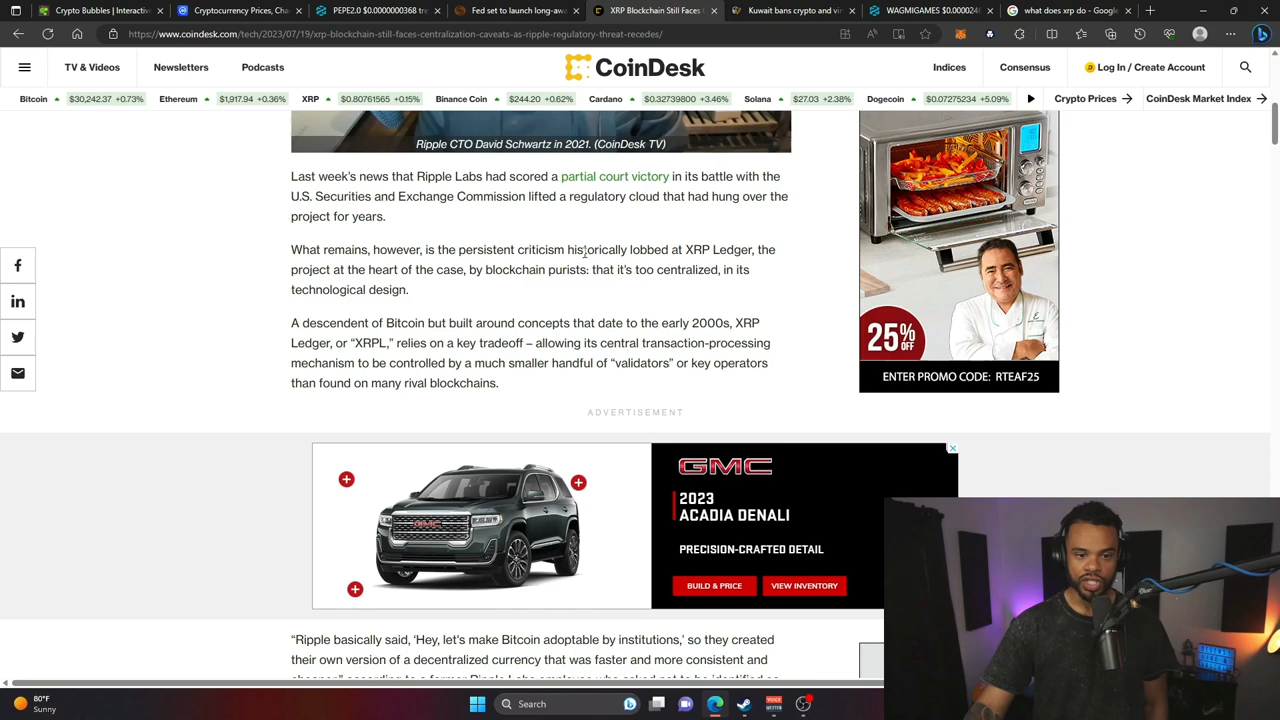 Crypto Bubbles | Interactive
Cryptocurrency Prices, Cha
PEPE2.0 $0.0000000368 tre
Fed set to launch long-awa
XRP Blockchain Still Faces C
Kuwait bans crypto and vir
WAGMIGAMES $0.0000024
what does xrp do - Google
https://www.coindesk.com/tech/2023/07/19/xrp-blockchain-still-faces-centralization-caveats-as-ripple-regulatory-threat-recedes/
TV & Videos
Newsletters
Podcasts
CoinDesk
Indices
Consensus
Log In / Create Account
Bitcoin $30,242.37 +0.73%
Ethereum $1,917.94 +0.36%
XRP $0.80761565 +0.15%
Binance Coin $244.20 +0.62%
Cardano $0.32739800 +3.46%
Solana $27.03 +2.38%
Dogecoin $0.07275234 +5.09%
Crypto Prices
CoinDesk Market Index
Ripple CTO David Schwartz in 2021. (CoinDesk TV)
Last week's news that Ripple Labs had scored a partial court victory in its battle with the
U.S. Securities and Exchange Commission lifted a regulatory cloud that had hung over the
project for years.
What remains, however, is the persistent criticism historically lobbed at XRP Ledger, the
project at the heart of the case, by blockchain purists: that it's too centralized, in its
technological design.
A descendent of Bitcoin but built around concepts that date to the early 2000s, XRP
Ledger, or “XRPL,” relies on a key tradeoff – allowing its central transaction-processing
mechanism to be controlled by a much smaller handful of “validators” or key operators
than found on many rival blockchains.
25%
OFF
ENTER PROMO CODE: RTEAF25
ADVERTISEMENT
GMC
GMC
2023
ACADIA DENALI
PRECISION-CRAFTED DETAIL
BUILD & PRICE
VIEW INVENTORY
“Ripple basically said, ‘Hey, let's make Bitcoin adoptable by institutions,’ so they created
their own version of a decentralized currency that was faster and more consistent and
80°F
Sunny
Search